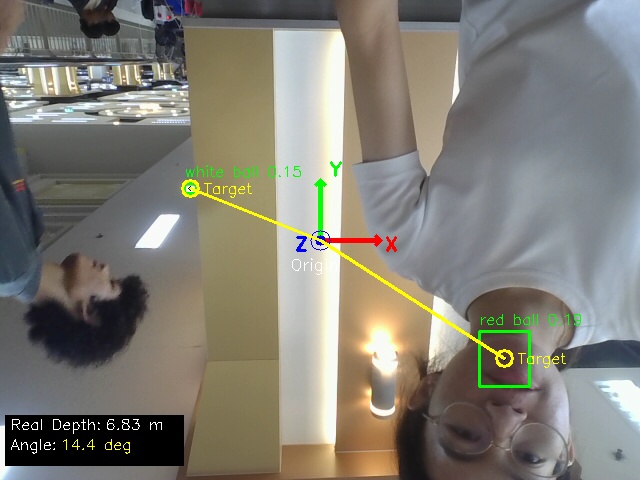 white ball 0.15
Target
Y
Z
X
Origin
red ball 0.19
Target
Real Depth: 6.83 m
Angle: 14.4 deg